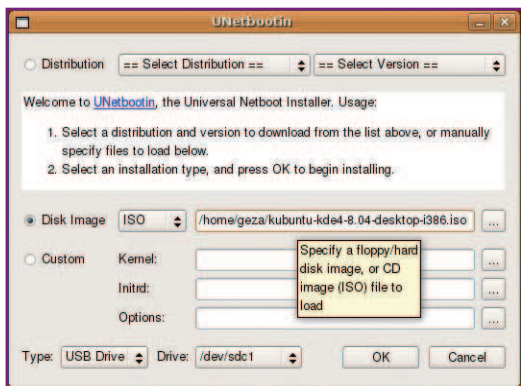 UNetbootin
Distribution == Select Distribution == == Select Version ==
Welcome to UNetbootin, the Universal Netboot Installer. Usage:
1. Select a distribution and version to download from the list above, or manually
specify files to load below.
2. Select an installation type, and press OK to begin installing.
Disk Image ISO /home/geza/kubuntu-kde4-8.04-desktop-i386.iso ...
Custom Kernel: ...
Initrd: ...
Options: ...
Specify a floppy/hard
disk image, or CD
image (ISO) file to
load
Type: USB Drive Drive: /dev/sdc1 OK Cancel